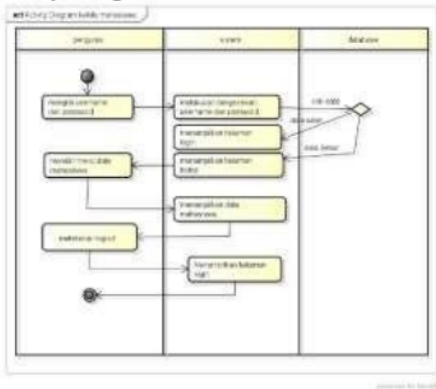 act Activity Diagram kelola mahasiswa
pengguna
sistem
database
mengisi username
dan password
melakukan pengecekan
username dan password
cek data
data salah
menampilkan halaman
login
data benar
menampilkan halaman
home
memilih menu data
mahasiswa
menampilkan data
mahasiswa
melakukan logout
Menampilkan halaman
login